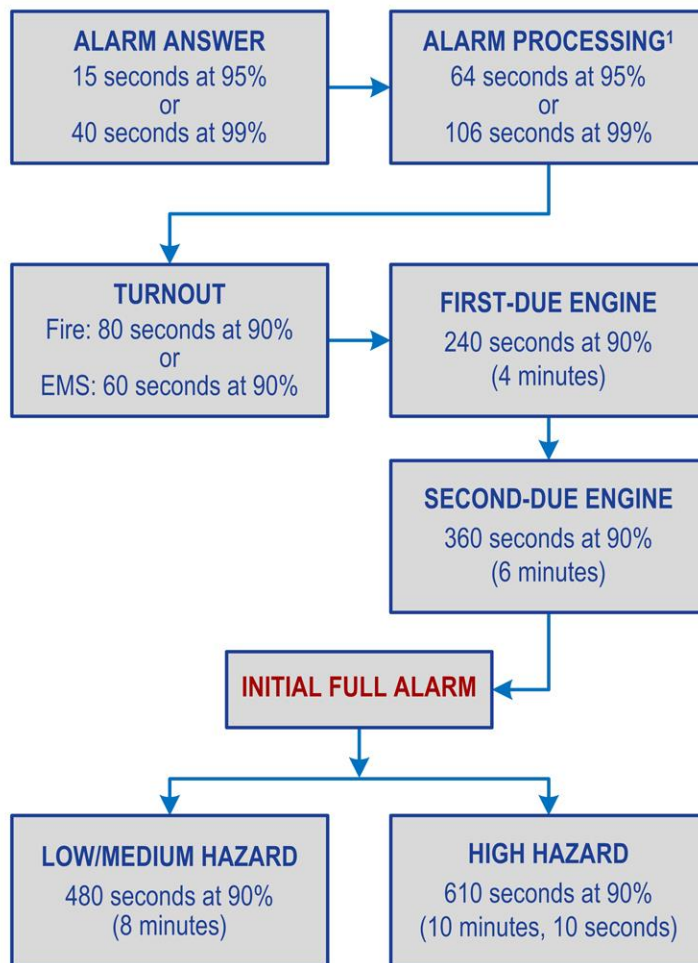 ALARM ANSWER
15 seconds at 95%
or
40 seconds at 99%
ALARM PROCESSING¹
64 seconds at 95%
or
106 seconds at 99%
TURNOUT
Fire: 80 seconds at 90%
or
EMS: 60 seconds at 90%
FIRST-DUE ENGINE
240 seconds at 90%
(4 minutes)
SECOND-DUE ENGINE
360 seconds at 90%
(6 minutes)
INITIAL FULL ALARM
LOW/MEDIUM HAZARD
480 seconds at 90%
(8 minutes)
HIGH HAZARD
610 seconds at 90%
(10 minutes, 10 seconds)